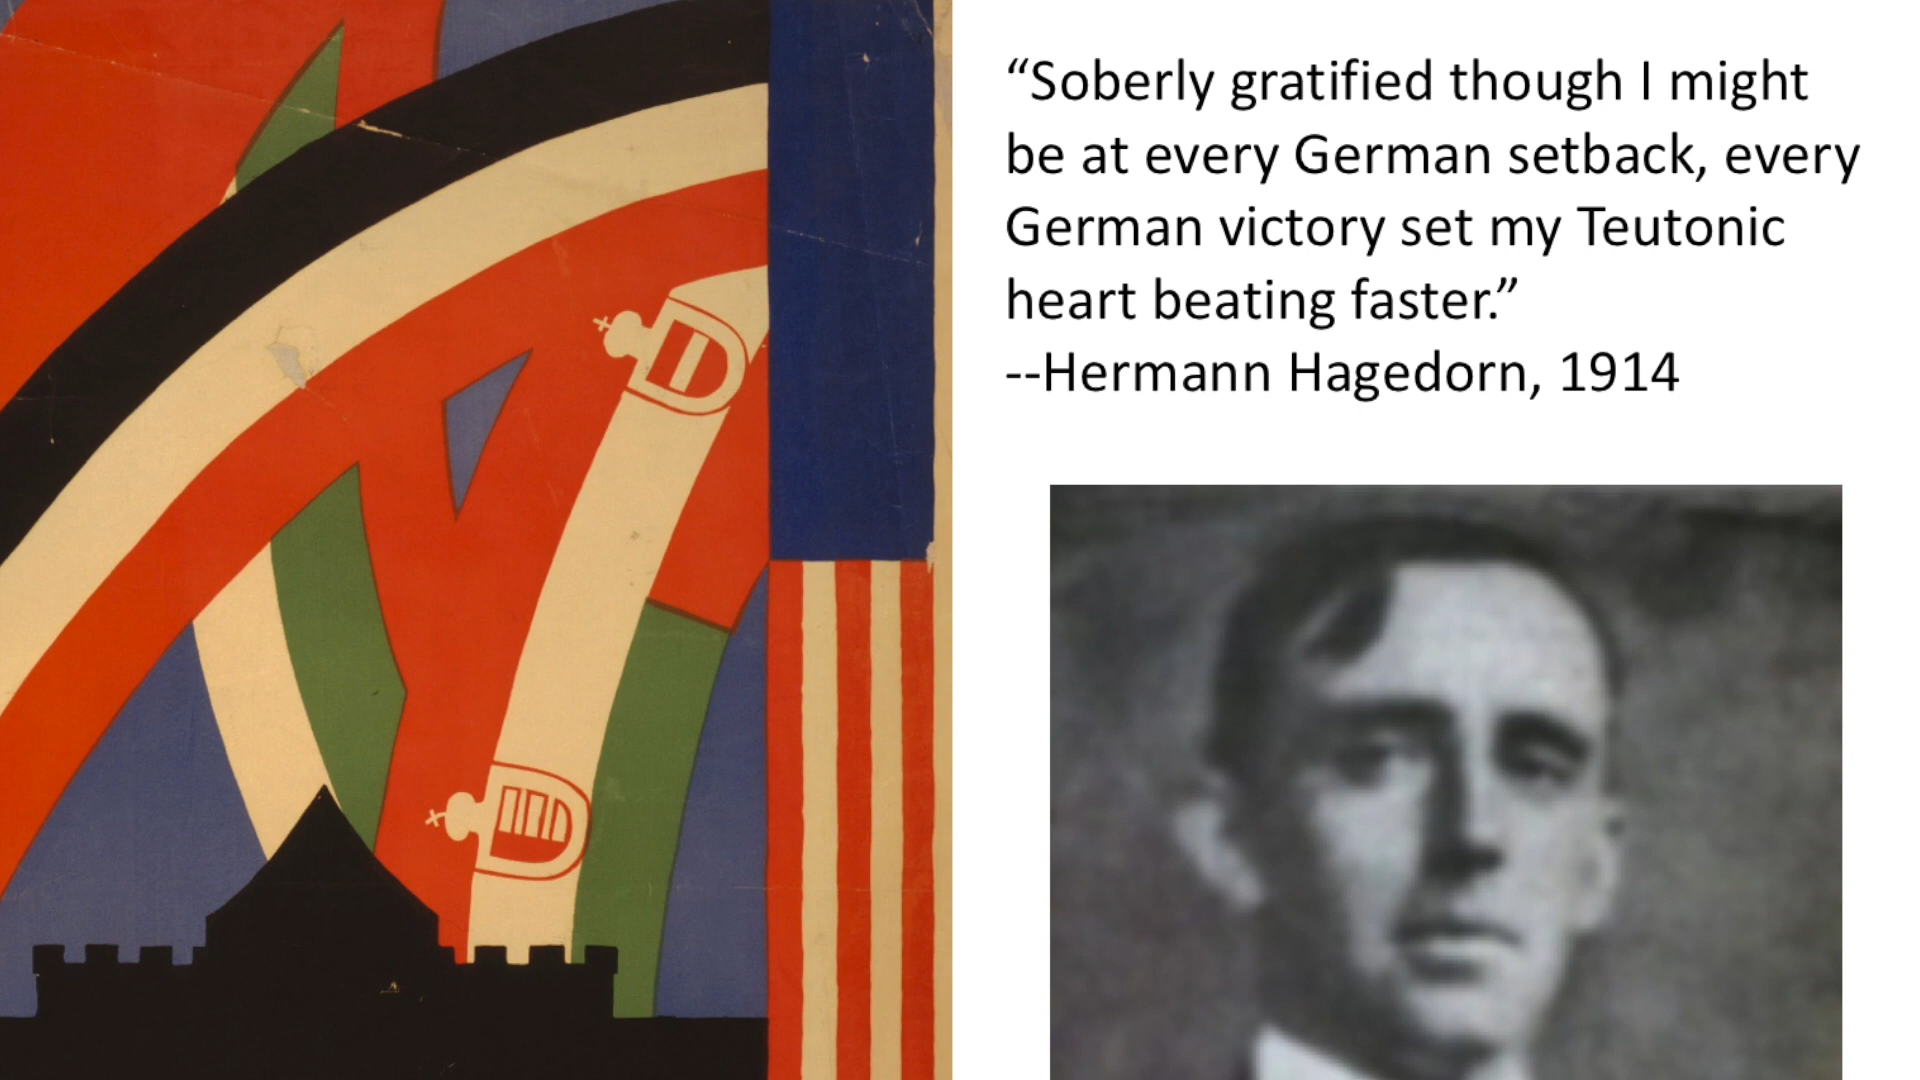 “Soberly gratified though I might
be at every German setback, every
German victory set my Teutonic
heart beating faster.”
--Hermann Hagedorn, 1914